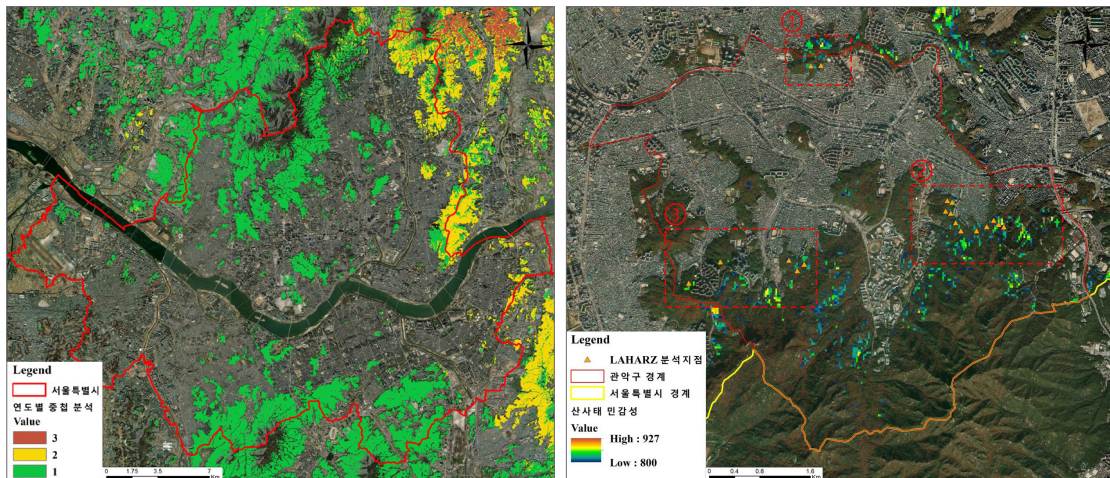 Legend
서울특별시
연도별 중첩 분석
Value
3
2
1
0 1.75 3.5 7
Km
①
②
③
Legend
LAHARZ 분석지점
관악구 경계
서울특별시 경계
산사태 민감성
Value
High : 927
Low : 800
0 0.4 0.8 1.6
Km